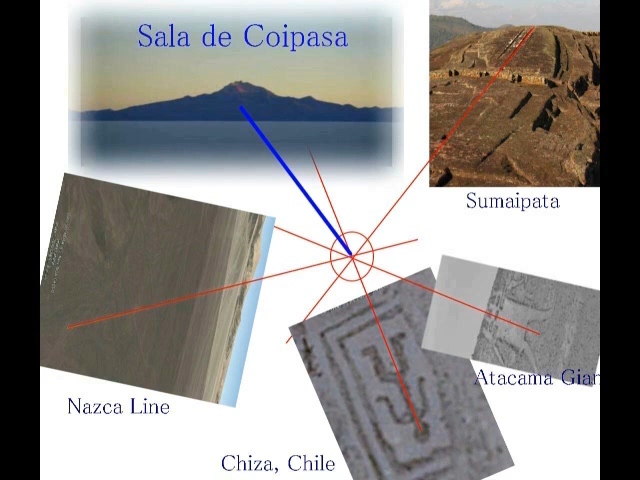 Sala de Coipasa
Sumaipata
Atacama Gian
Nazca Line
Chiza, Chile